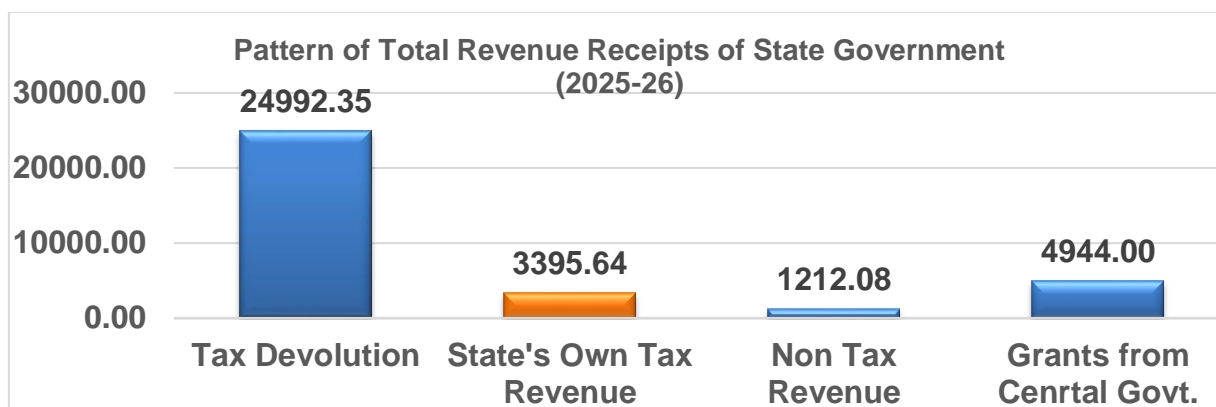 Pattern of Total Revenue Receipts of State Government
(2025-26)
30000.00
20000.00
10000.00
0.00
24992.35
3395.64
1212.08
4944.00
Tax Devolution
State's Own Tax
Revenue
Non Tax
Revenue
Grants from
Cenrtal Govt.